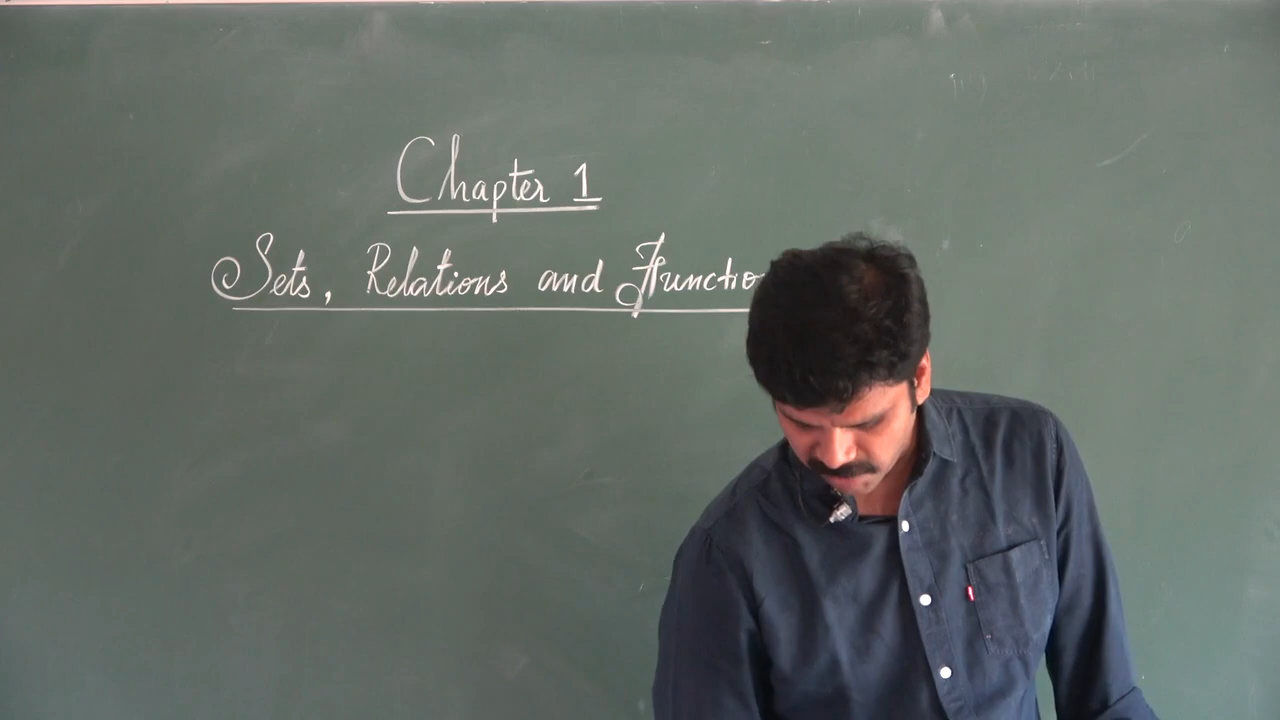 Chapter 1
Sets, Relations and Functio